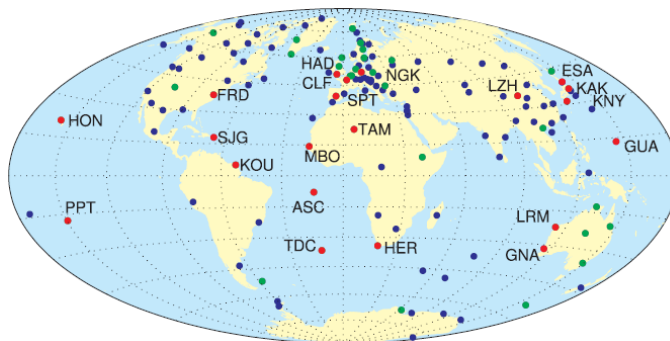 HAD
CLF
NGK
ESA
LZH
KAK
KNY
FRD
SPT
HON
TAM
SJG
MBO
GUA
KOU
ASC
PPT
LRM
TDC
HER
GNA